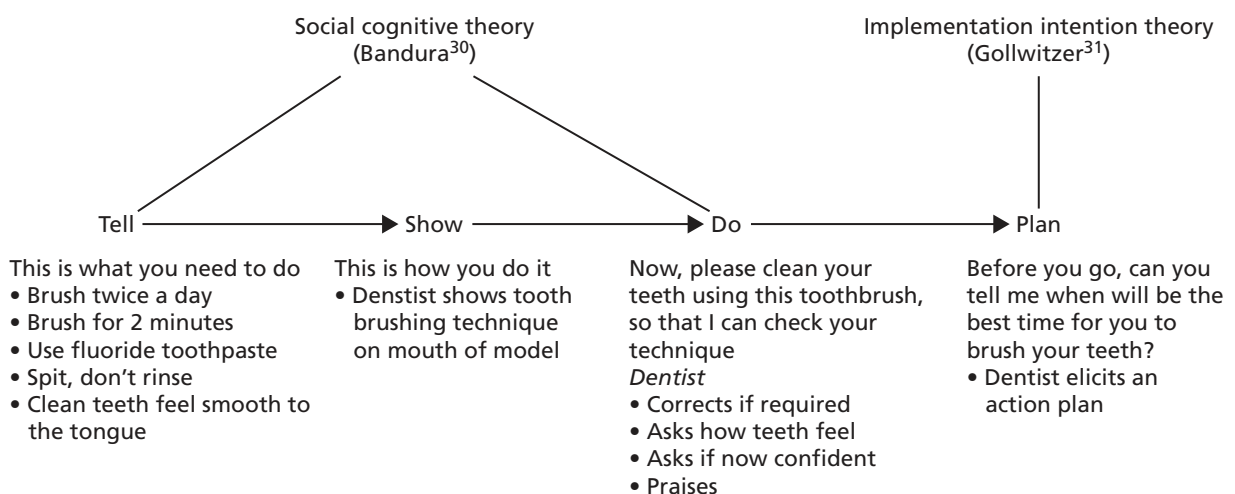 Social cognitive theory
(Bandura30)
Implementation intention theory
(Gollwitzer31)
Tell
Show
Do
Plan
This is what you need to do
• Brush twice a day
• Brush for 2 minutes
• Use fluoride toothpaste
• Spit, don't rinse
• Clean teeth feel smooth to
the tongue
This is how you do it
• Denstist shows tooth
brushing technique
on mouth of model
Now, please clean your
teeth using this toothbrush,
so that I can check your
technique
Dentist
• Corrects if required
• Asks how teeth feel
• Asks if now confident
• Praises
Before you go, can you
tell me when will be the
best time for you to
brush your teeth?
• Dentist elicits an
action plan